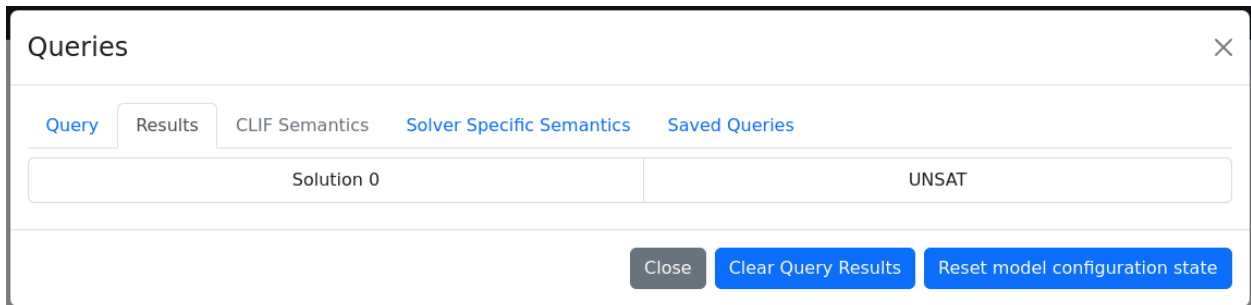 Queries
Query Results CLIF Semantics Solver Specific Semantics Saved Queries
Solution 0 UNSAT
Close Clear Query Results Reset model configuration state